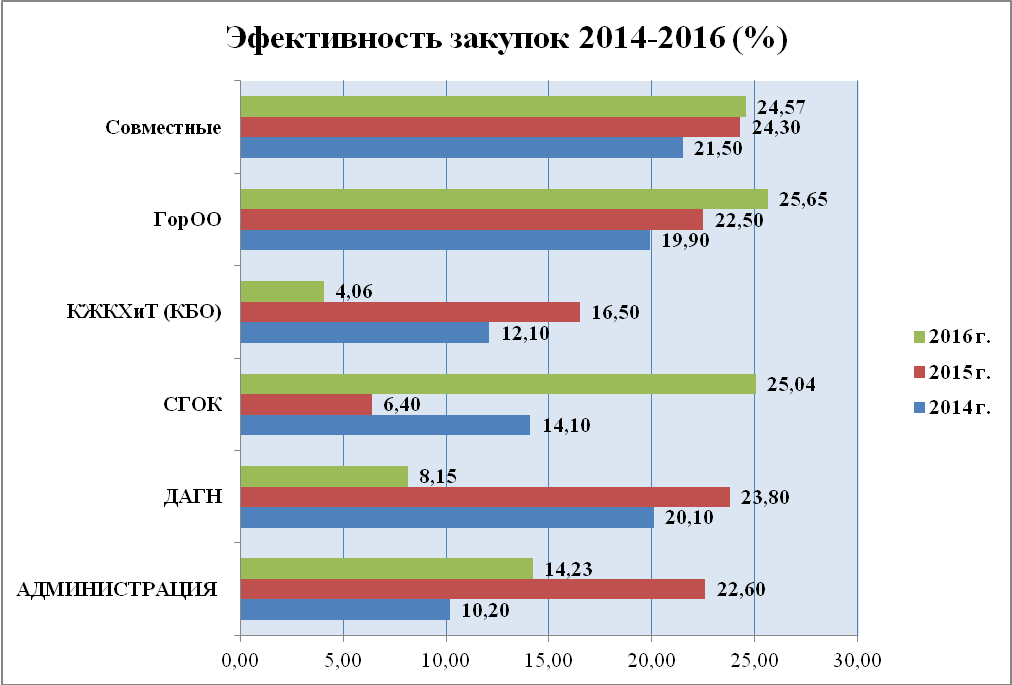 Эфективность закупок 2014-2016 (%)
Совместные
24,57
24,30
21,50
ГорОО
25,65
22,50
19,90
КЖКХиТ (КБО)
4,06
16,50
12,10
СГОК
25,04
6,40
14,10
ДАГН
8,15
23,80
20,10
АДМИНИСТРАЦИЯ
14,23
22,60
10,20
0,00 5,00 10,00 15,00 20,00 25,00 30,00
2016 г.
2015 г.
2014 г.